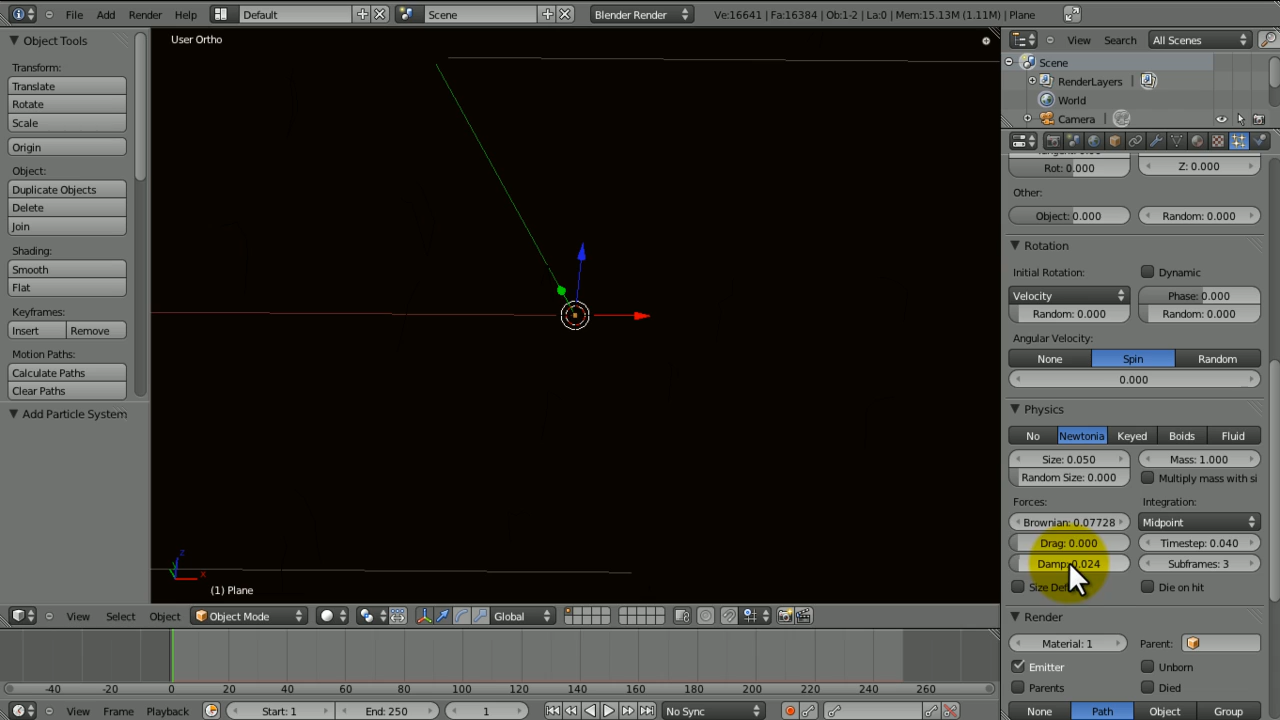 File Add Render Help Default Scene Blender Render Ve:16641 | Fa:16384 | Ob:1-2 | La:0 | Mem:15.13M (1.11M) | Plane
Object Tools
Transform:
Translate
Rotate
Scale
Origin
Object:
Duplicate Objects
Delete
Join
Shading:
Smooth
Flat
Keyframes:
Insert Remove
Motion Paths:
Calculate Paths
Clear Paths
Add Particle System
User Ortho
z
x
(1) Plane
View Select Object Object Mode Global
-40 -20 0 20 40 60 80 100 120 140 160 180 200 220 240 260
View Frame Playback Start: 1 End: 250 1 No Sync
View Search All Scenes
Scene
RenderLayers
World
Camera
Rot: 0.000 Z: 0.000
Other:
Object: 0.000 Random: 0.000
Rotation
Initial Rotation: Dynamic
Velocity Phase: 0.000
Random: 0.000 Random: 0.000
Angular Velocity:
None Spin Random
0.000
Physics
No Newtonia Keyed Boids Fluid
Size: 0.050 Mass: 1.000
Random Size: 0.000 Multiply mass with si
Forces: Integration:
Brownian: 0.07728 Midpoint
Drag: 0.000 Timestep: 0.040
Damp: 0.024 Subframes: 3
Size De Die on hit
Render
Material: 1 Parent:
Emitter Unborn
Parents Died
None Path Object Group